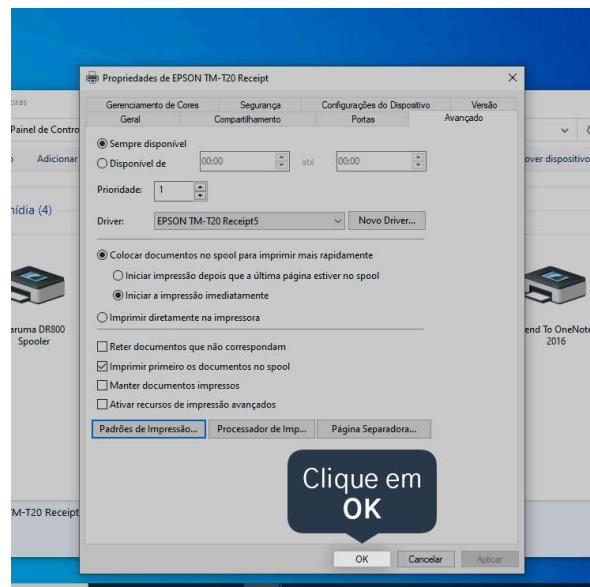 Propriedades de EPSON TM-T20 Receipt
Gerenciamento de Cores Segurança Configurações do Dispositivo Versão
Geral Compartilhamento Portas Avançado
Painel de Contro
Adicionar
over dispositivo
mídia (4)
Sempre disponível
Disponível de 00:00 até 00:00
Prioridade: 1
Driver: EPSON TM-T20 Receipt5 Novo Driver...
Colocar documentos no spool para imprimir mais rapidamente
Iniciar impressão depois que a última página estiver no spool
Iniciar a impressão imediatamente
Imprimir diretamente na impressora
aruma DR800
Spooler
end To OneNote
2016
Reter documentos que não correspondam
Imprimir primeiro os documentos no spool
Manter documentos impressos
Ativar recursos de impressão avançados
Padrões de Impressão... Processador de Imp... Página Separadora...
Clique em
OK
M-T20 Receipt
OK Cancelar Aplicar